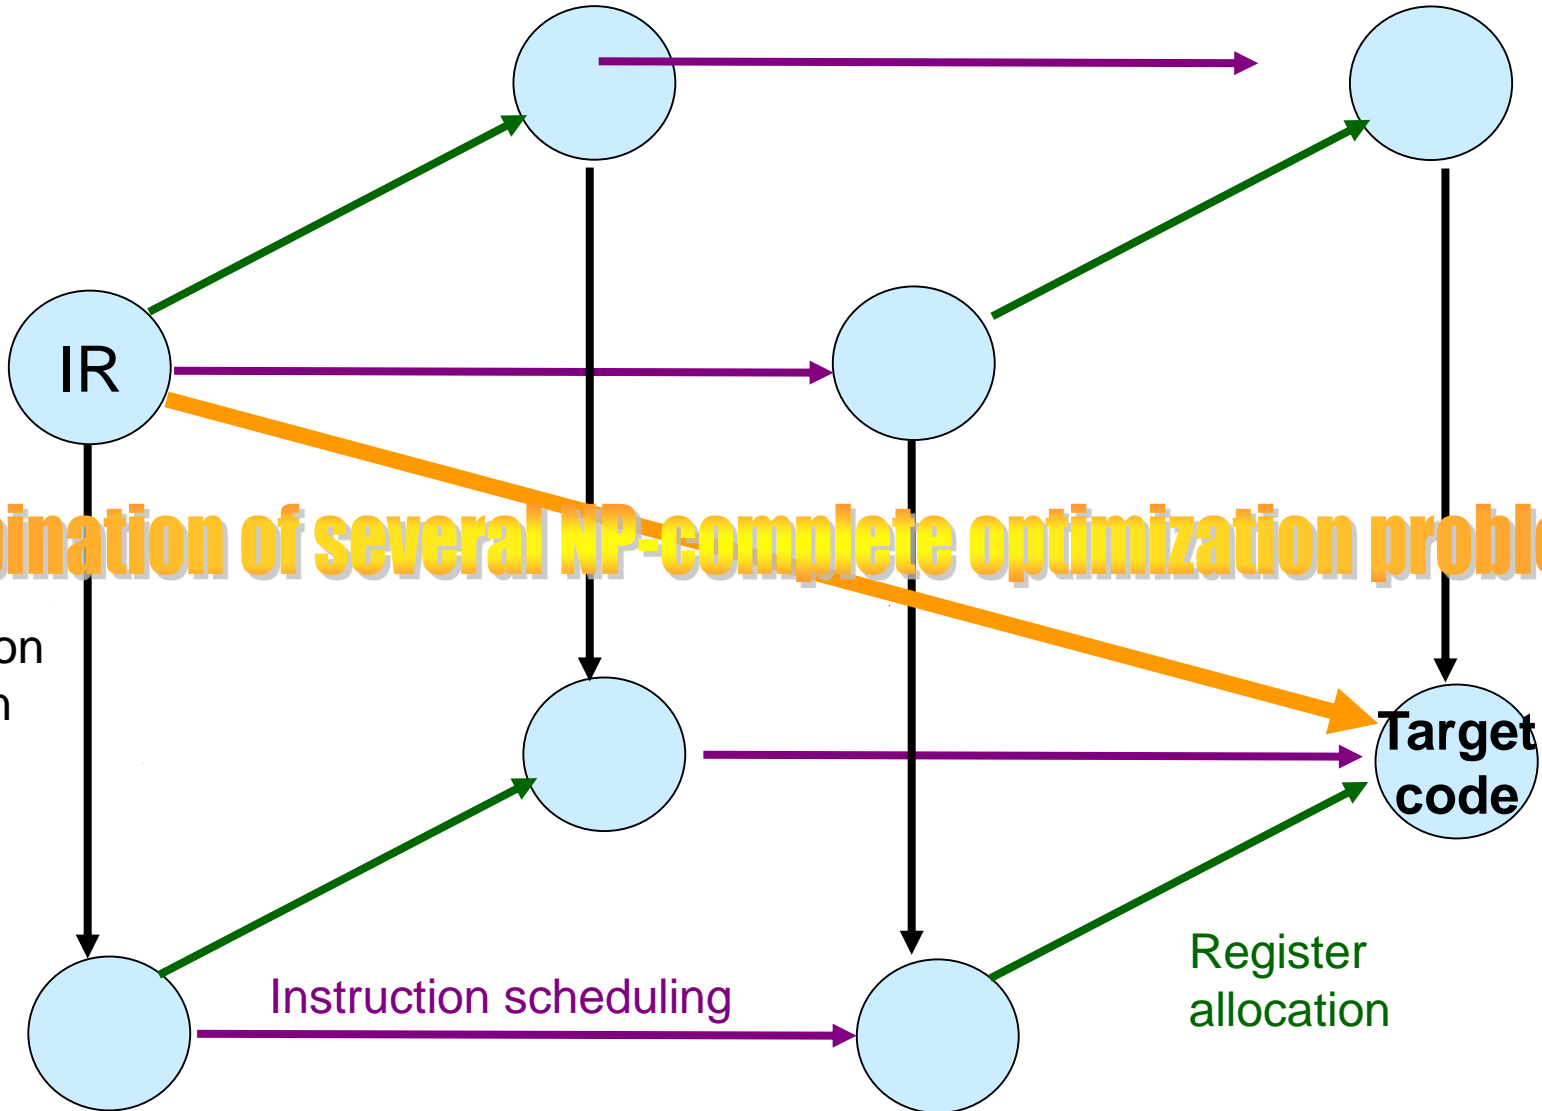 IR
bination of several NP-complete optimization proble
on
n
Target
code
Register
allocation
Instruction scheduling